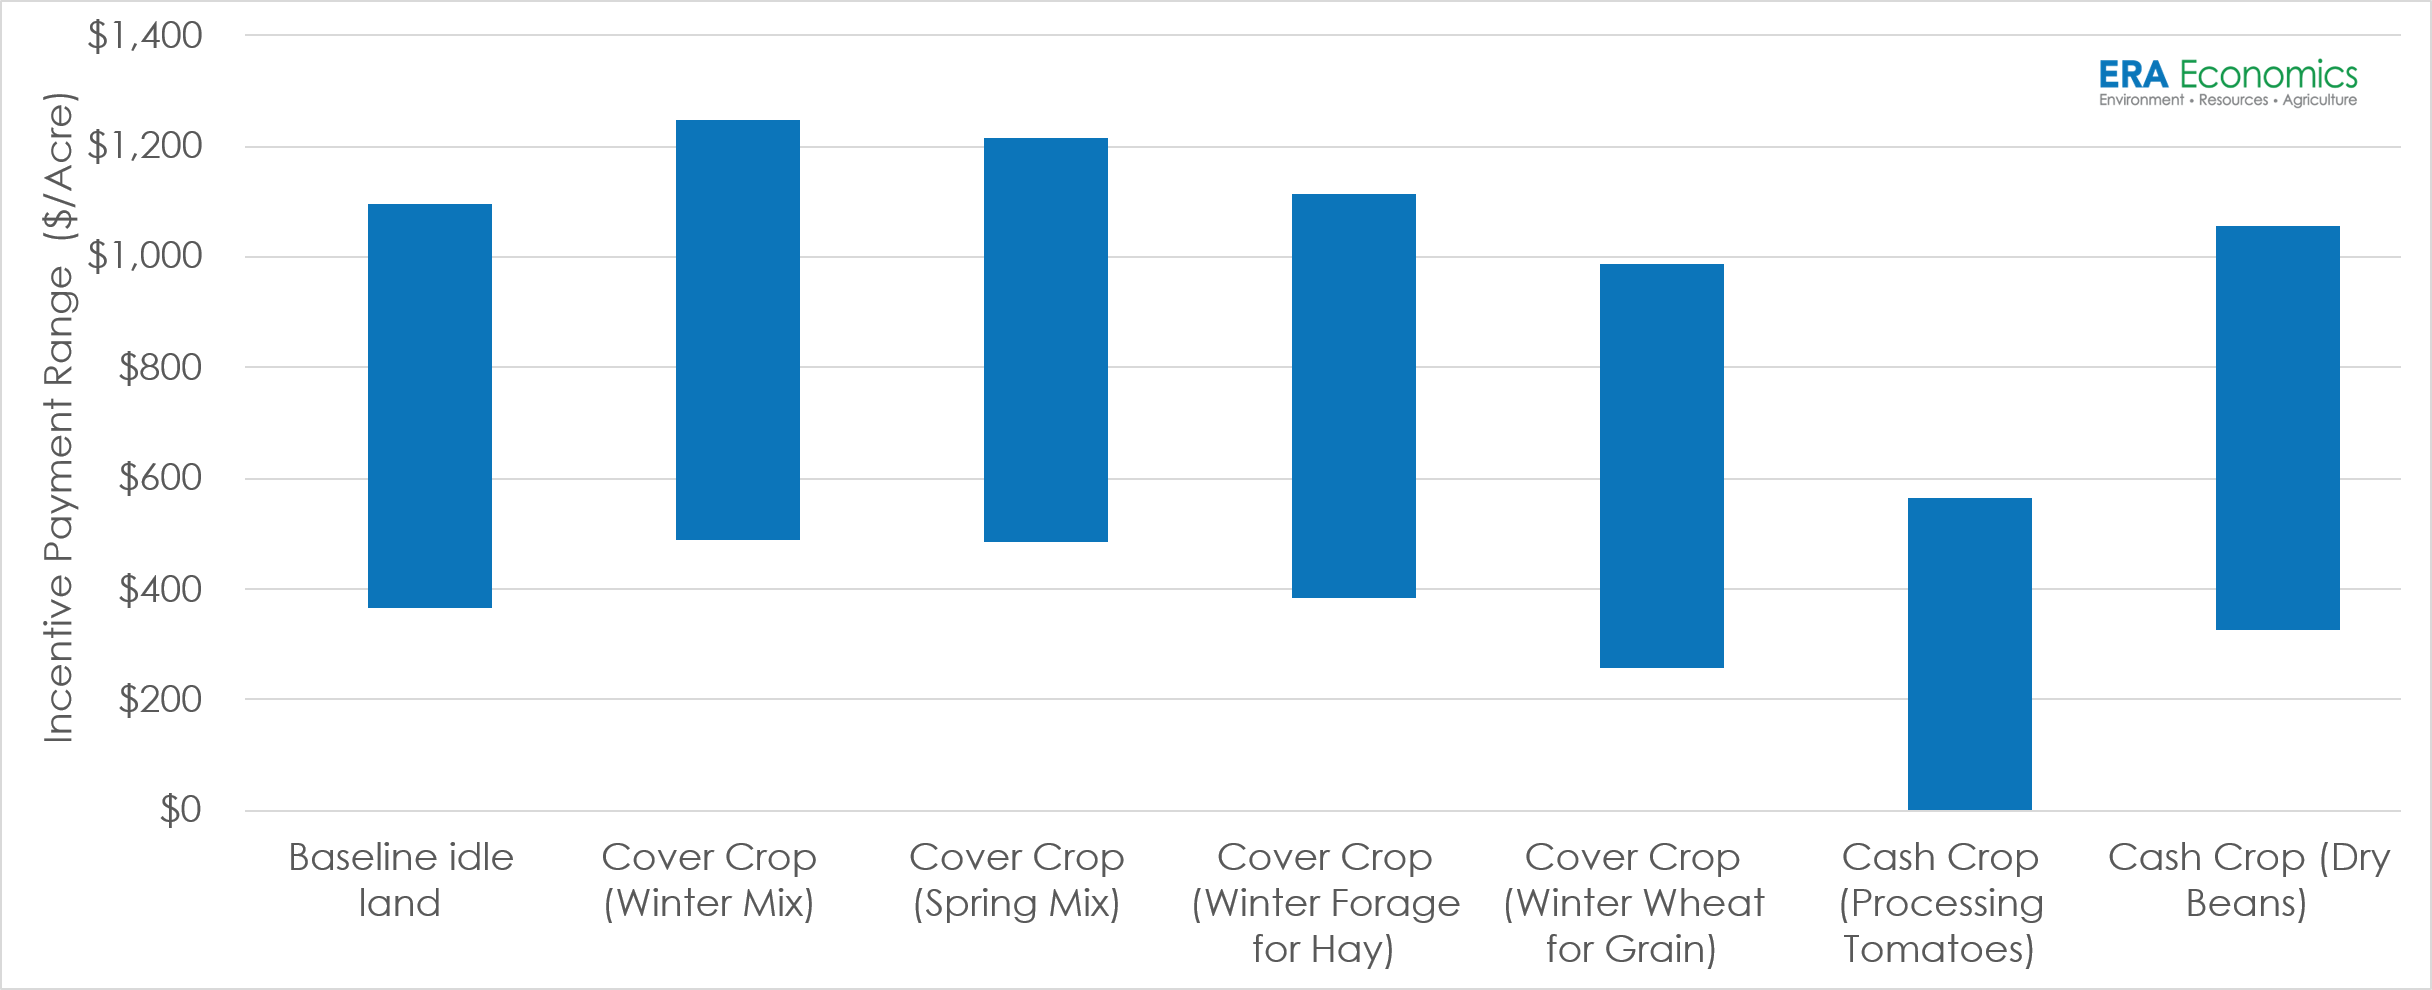 $1,400
$1,200
$1,000
$800
$600
$400
$200
$0
Incentive Payment Range ($/Acre)
ERA Economics
Environment • Resources • Agriculture
Baseline idle
land
Cover Crop
(Winter Mix)
Cover Crop
(Spring Mix)
Cover Crop
(Winter Forage
for Hay)
Cover Crop
(Winter Wheat
for Grain)
Cash Crop
(Processing
Tomatoes)
Cash Crop (Dry
Beans)